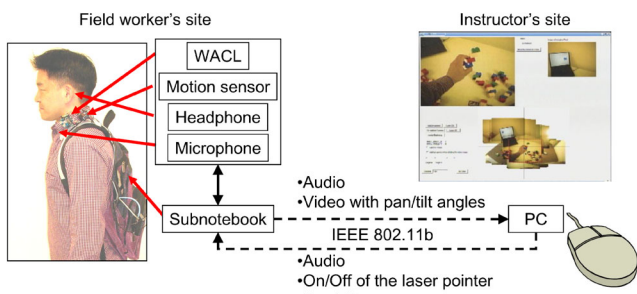 Field worker's site
Instructor's site
WACL
Motion sensor
Headphone
Microphone
Subnotebook
•Audio
•Video with pan/tilt angles
IEEE 802.11b
PC
•Audio
•On/Off of the laser pointer